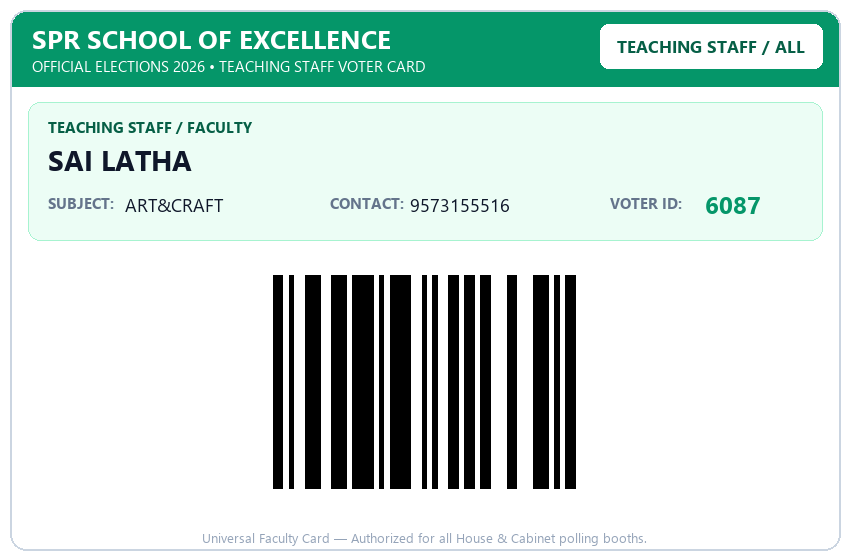 SPR SCHOOL OF EXCELLENCE
OFFICIAL ELECTIONS 2026 • TEACHING STAFF VOTER CARD
TEACHING STAFF / ALL
TEACHING STAFF / FACULTY
SAI LATHA
SUBJECT: ART&CRAFT CONTACT: 9573155516 VOTER ID: 6087
Universal Faculty Card — Authorized for all House & Cabinet polling booths.